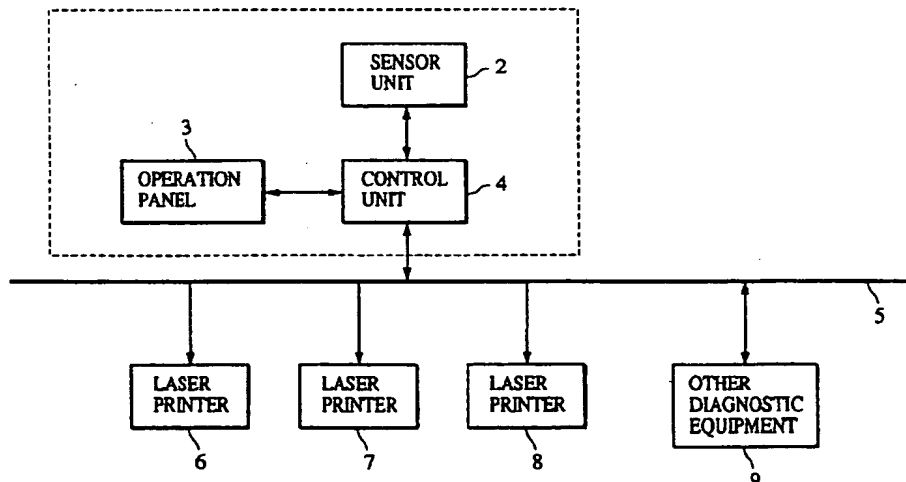 SENSOR
UNIT
2
3
OPERATION
PANEL
CONTROL
UNIT
4
5
LASER
PRINTER
LASER
PRINTER
LASER
PRINTER
OTHER
DIAGNOSTIC
EQUIPMENT
6
7
8
9